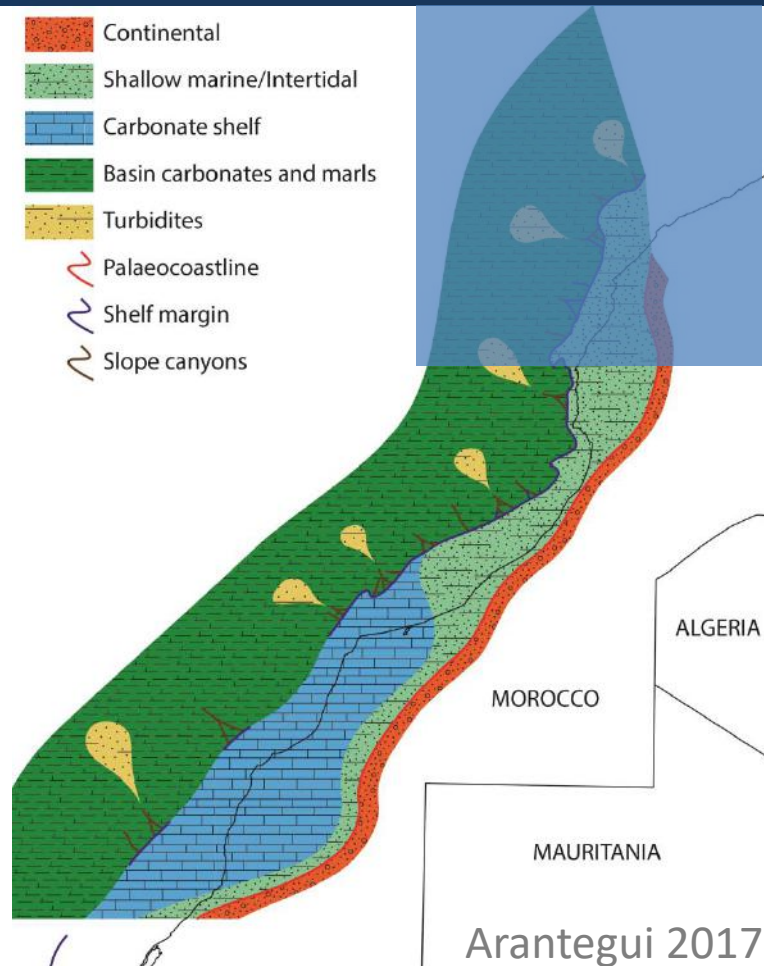 Continental
Shallow marine/Intertidal
Carbonate shelf
Basin carbonates and marls
Turbidites
Palaeocoastline
Shelf margin
Slope canyons
ALGERIA
MOROCCO
MAURITANIA
Arantegui 2017